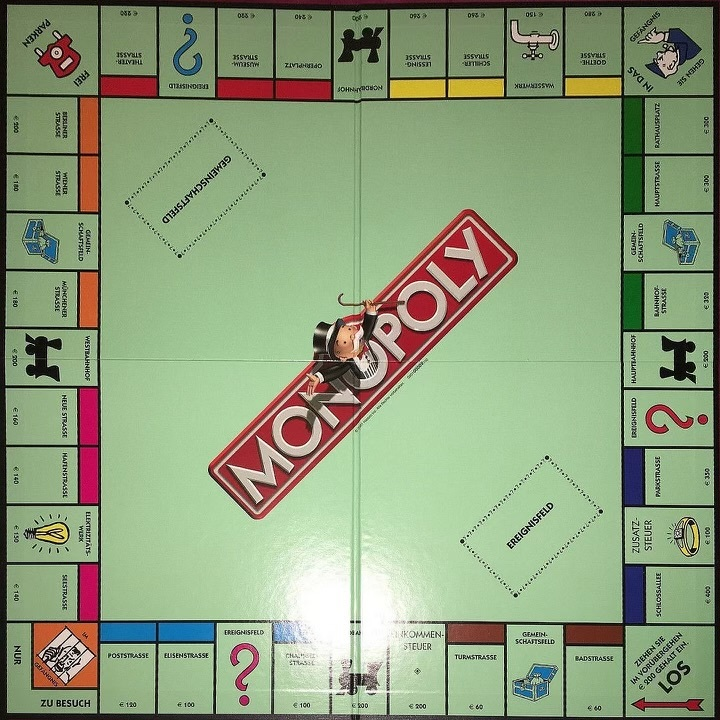 FREI
PARKEN
THEATER-
STRASSE
€ 220
EREIGNISFELD
MUSEUM-
STRASSE
€ 220
OPERNPLATZ
€ 240
NORDBAHNHOF
€ 200
LESSING-
STRASSE
€ 260
SCHILLER-
STRASSE
€ 260
WASSERWERK
€ 150
GOETHE-
STRASSE
€ 280
GEHEN SIE
IN DAS
GEFÄNGNIS
BERLINER
STRASSE
€ 200
WIENER
STRASSE
€ 180
GEMEIN-
SCHAFTSFELD
MÜNCHENER
STRASSE
€ 180
WESTBAHNHOF
€ 200
NEUE STRASSE
€ 160
HAFENSTRASSE
€ 140
ELEKTRIZITÄTS-
WERK
€ 150
SEESTRASSE
€ 140
GEMEINSCHAFTSFELD
MONOPOLY
EREIGNISFELD
RATHAUSPLATZ
€ 300
HAUPTSTRASSE
€ 300
GEMEIN-
SCHAFTSFELD
BAHNHOF-
STRASSE
€ 320
HAUPTBAHNHOF
€ 200
EREIGNISFELD
PARKSTRASSE
€ 350
ZUSATZ-
STEUER
€ 100
SCHLOSSALLEE
€ 400
IM
GEFÄNGNIS
NUR
ZU BESUCH
POSTSTRASSE
€ 120
ELISENSTRASSE
€ 100
EREIGNISFELD
CHAUSSEE-
STRASSE
€ 100
€ 200
EINKOMMEN-
STEUER
€ 200
TURMSTRASSE
€ 60
GEMEIN-
SCHAFTSFELD
BADSTRASSE
€ 60
ZIEHEN SIE
IM VORÜBERGEHEN
€ 200 GEHALT EIN.
LOS